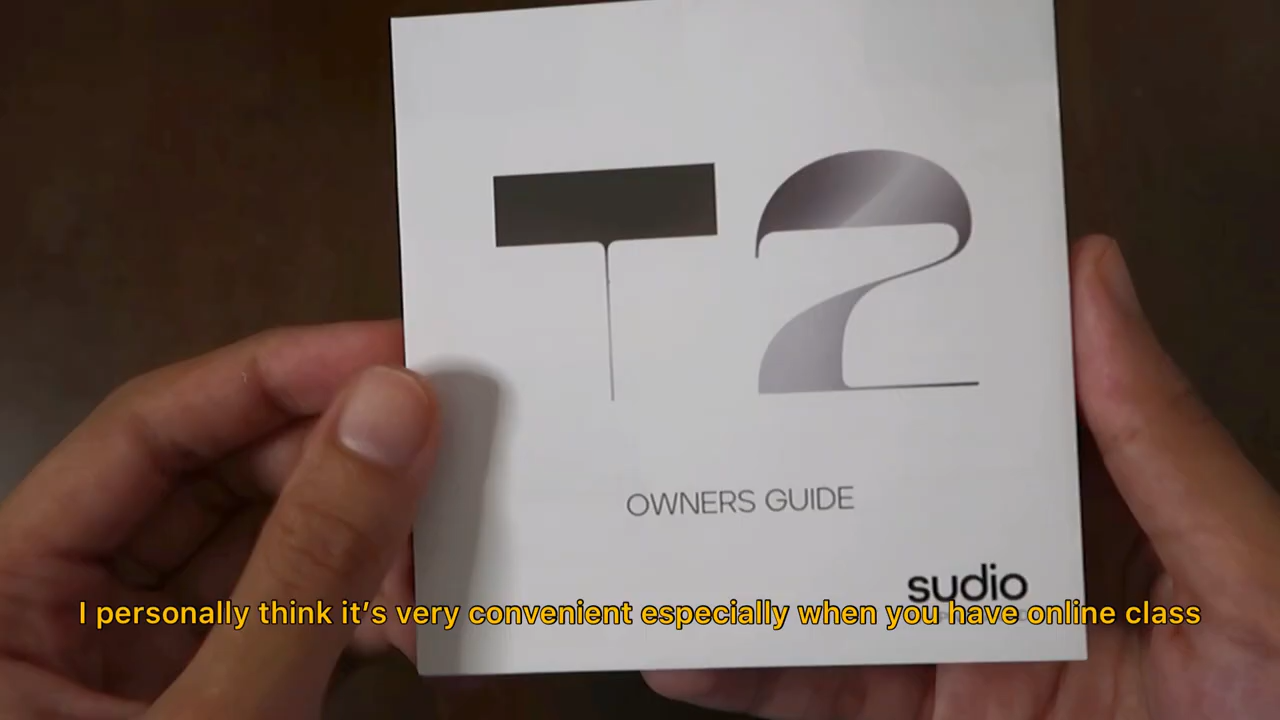 T2
OWNERS GUIDE
sudio
I personally think it's very convenient especially when you have online class